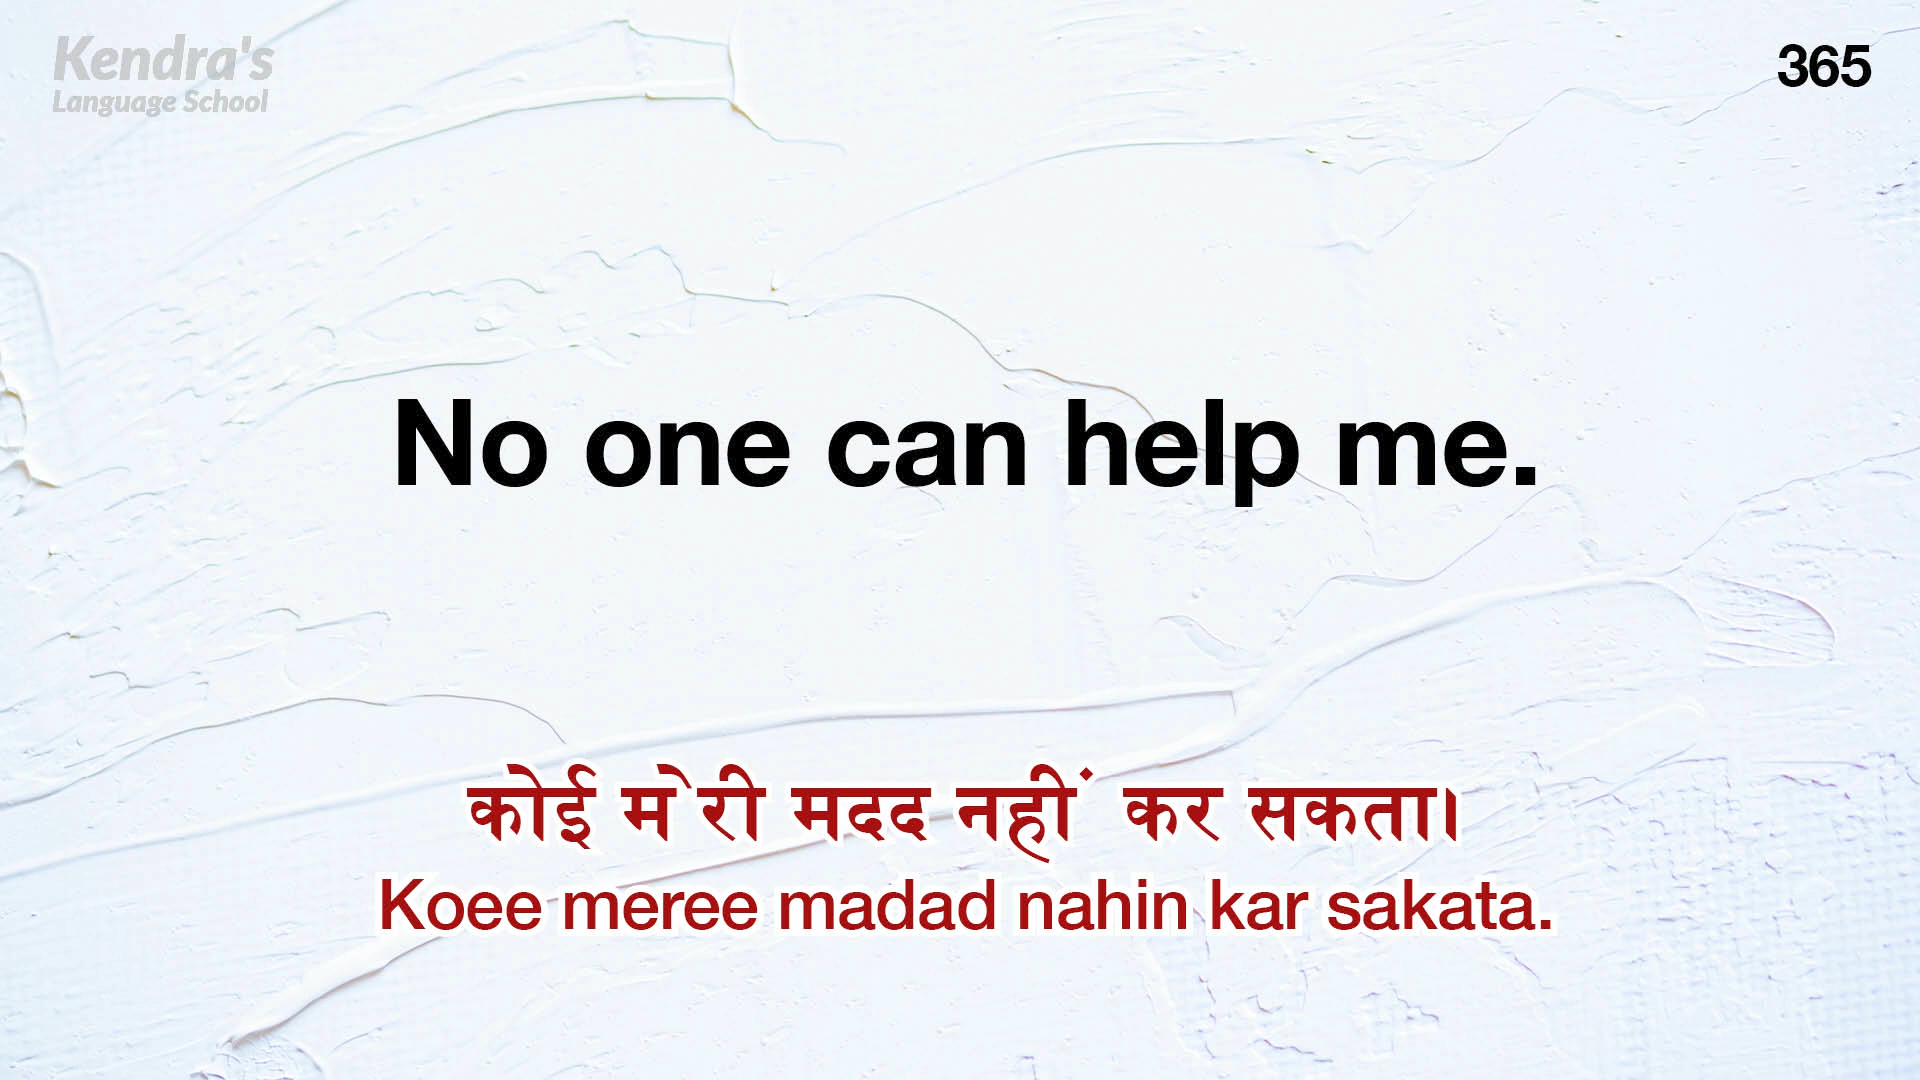 Kendra's
Language School
365
No one can help me.
कोई मेरी मदद नहीं कर सकता।
Koee meree madad nahin kar sakata.